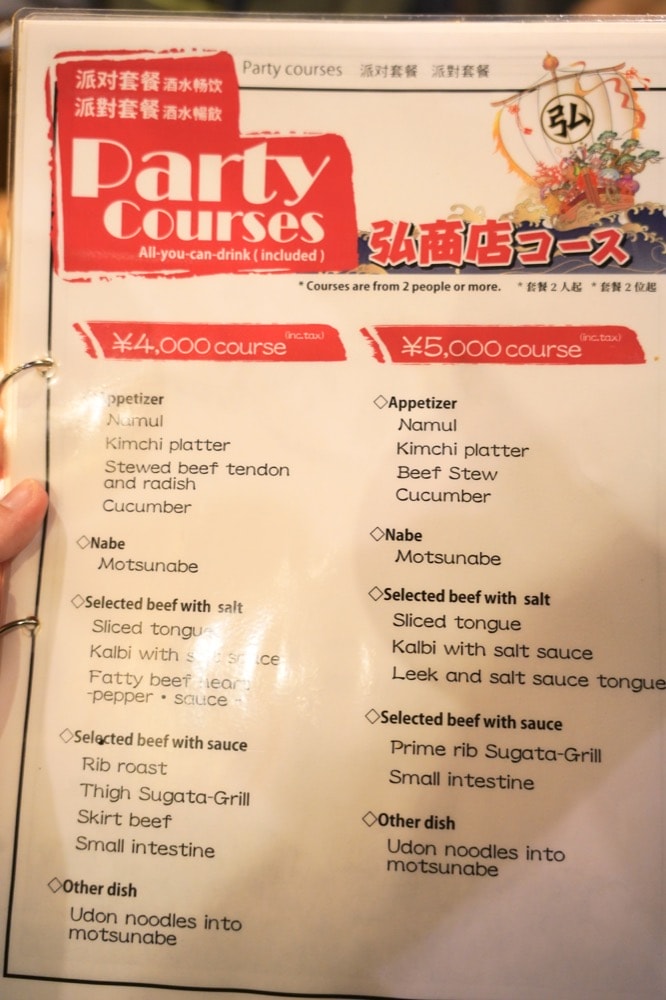 Party courses 派对套餐 派對套餐
派对套餐 酒水畅饮
派對套餐 酒水暢飲
弘
Party
Courses
All-you-can-drink ( included )
弘商店コース
* Courses are from 2 people or more. * 套餐 2 人起 * 套餐 2 位起
¥4,000 course (inc.tax)
◇Appetizer
Namul
Kimchi platter
Stewed beef tendon
and radish
Cucumber
◇Nabe
Motsunabe
◇Selected beef with salt
Sliced tongue
Kalbi with salt sauce
Fatty beef heart
-pepper・sauce -
◇Selected beef with sauce
Rib roast
Thigh Sugata-Grill
Skirt beef
Small intestine
◇Other dish
Udon noodles into
motsunabe
¥5,000 course (inc.tax)
◇Appetizer
Namul
Kimchi platter
Beef Stew
Cucumber
◇Nabe
Motsunabe
◇Selected beef with salt
Sliced tongue
Kalbi with salt sauce
Leek and salt sauce tongue
◇Selected beef with sauce
Prime rib Sugata-Grill
Small intestine
◇Other dish
Udon noodles into
motsunabe